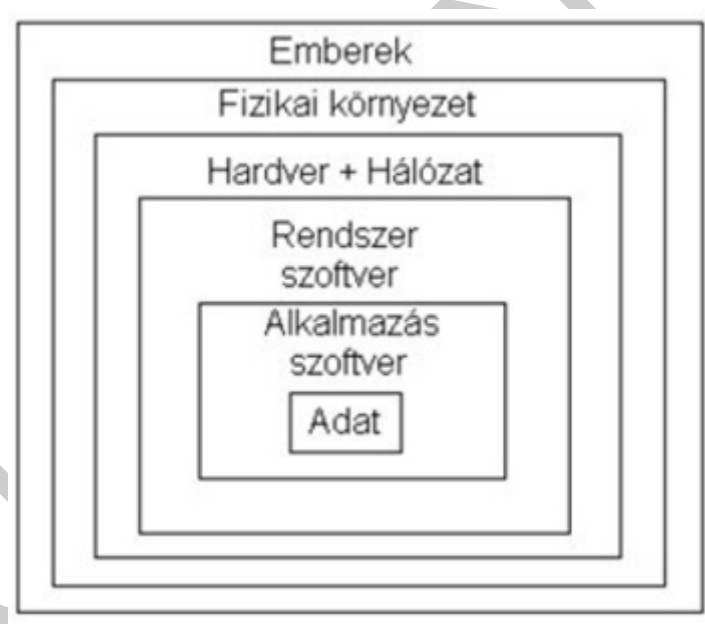 Emberek
Fizikai környezet
Hardver + Hálózat
Rendszer
szoftver
Alkalmazás
szoftver
Adat